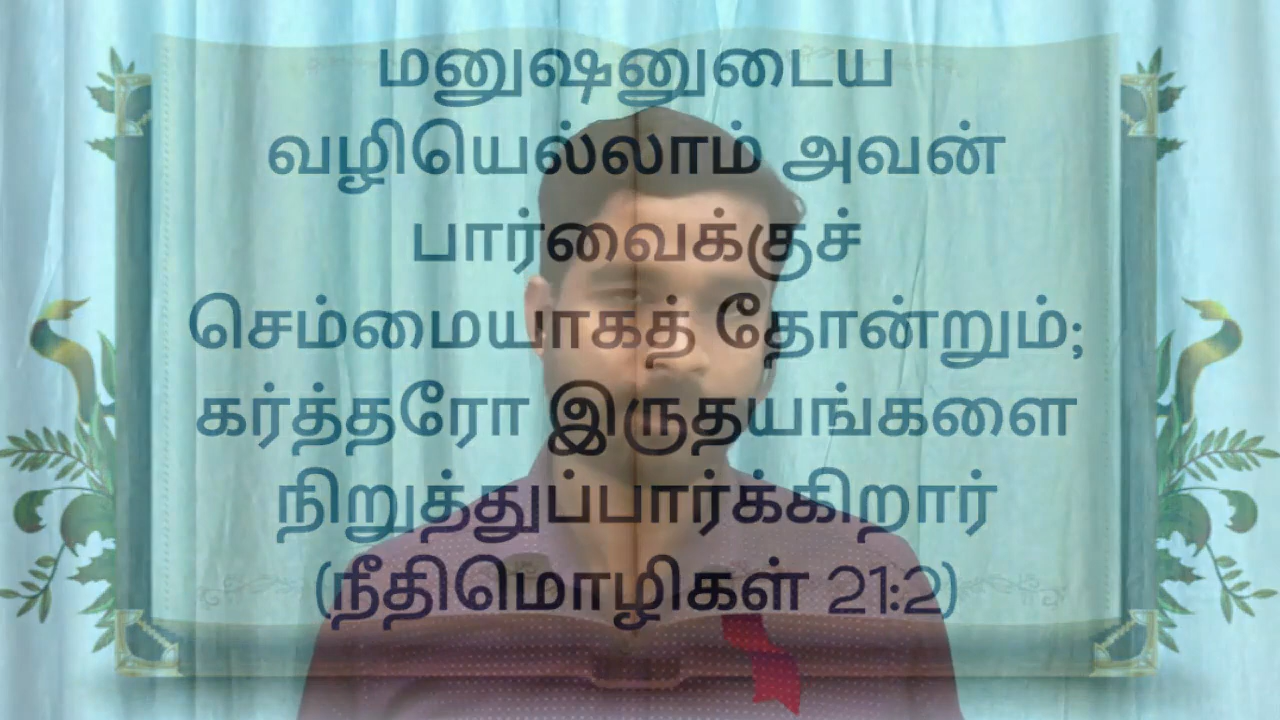 மனுஷனுடைய
வழியெல்லாம் அவன்
பார்வைக்குச்
செம்மையாகத் தோன்றும்;
கர்த்தரோ இருதயங்களை
நிறுத்துப்பார்க்கிறார்
(நீதிமொழிகள் 21:2)